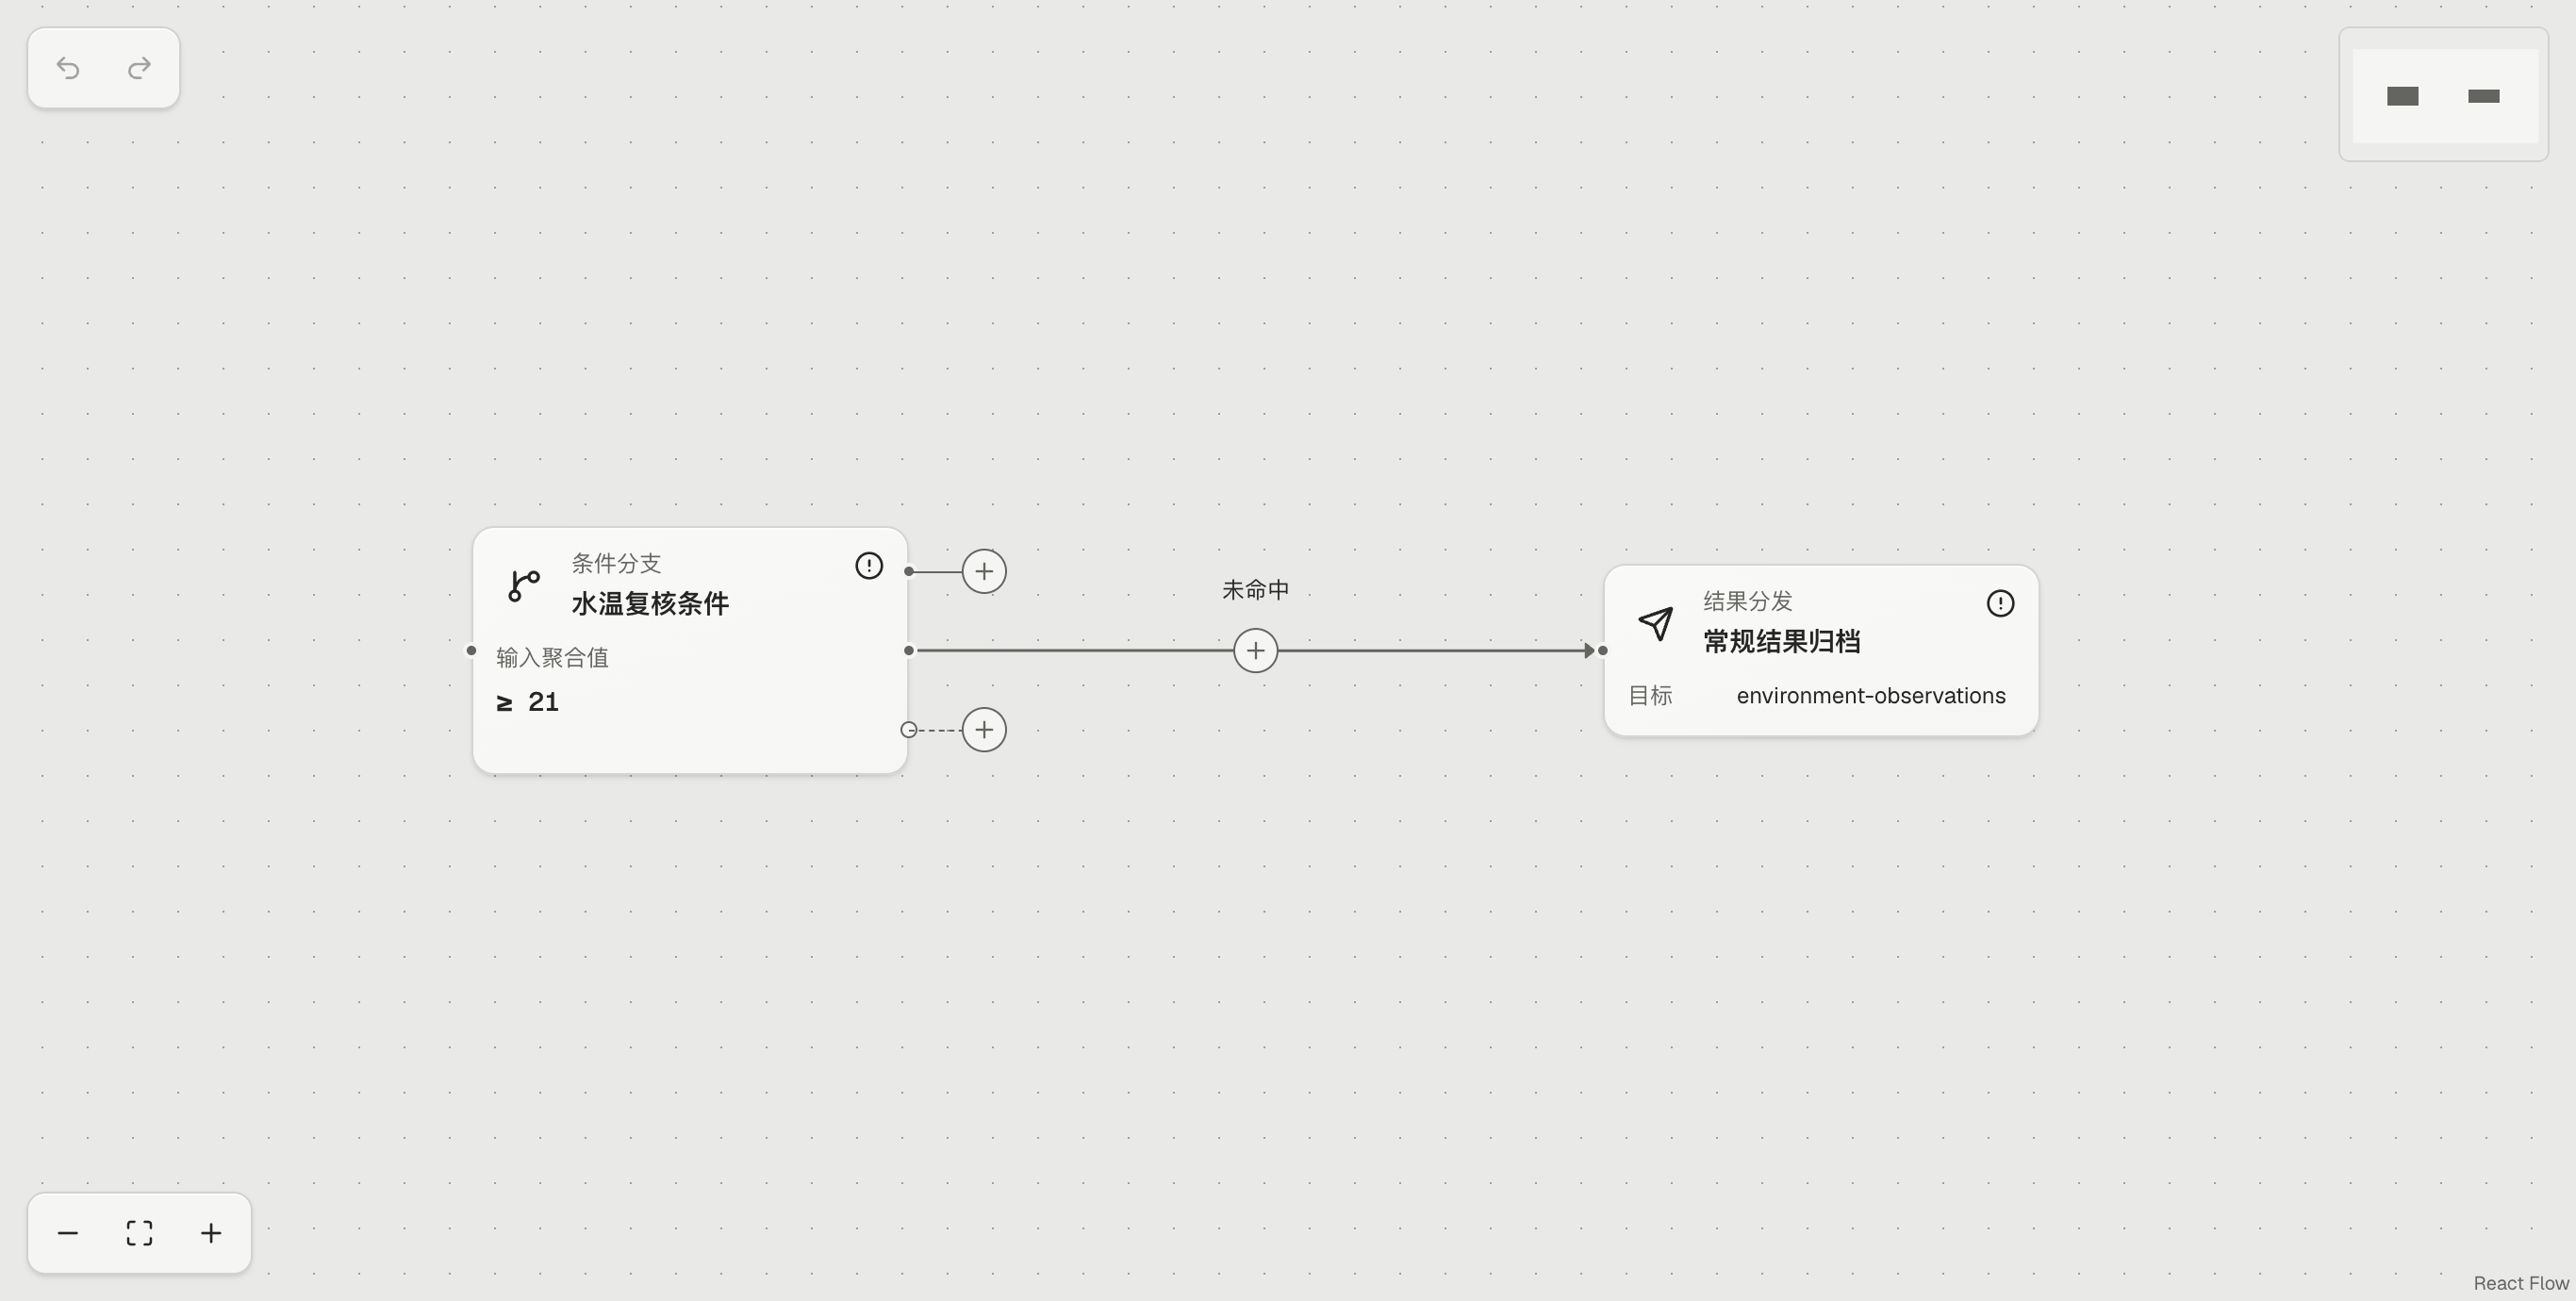 条件分支
水温复核条件
输入聚合值
≥ 21
未命中
结果分发
常规结果归档
目标 environment-observations
React Flow